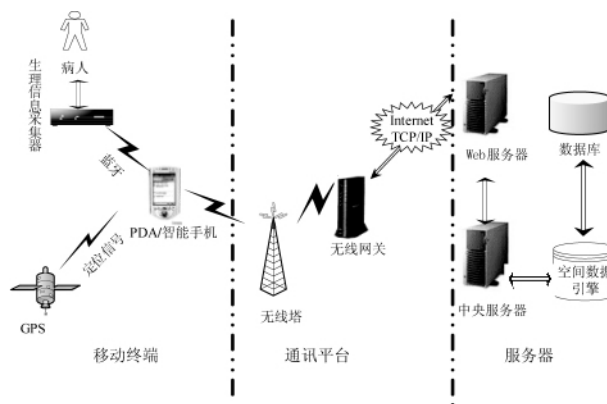 病人
生理信息采集器
蓝牙
PDA/智能手机
定位信号
GPS
移动终端
无线塔
无线网关
Internet
TCP/IP
通讯平台
Web服务器
数据库
中央服务器
空间数据
引擎
服务器